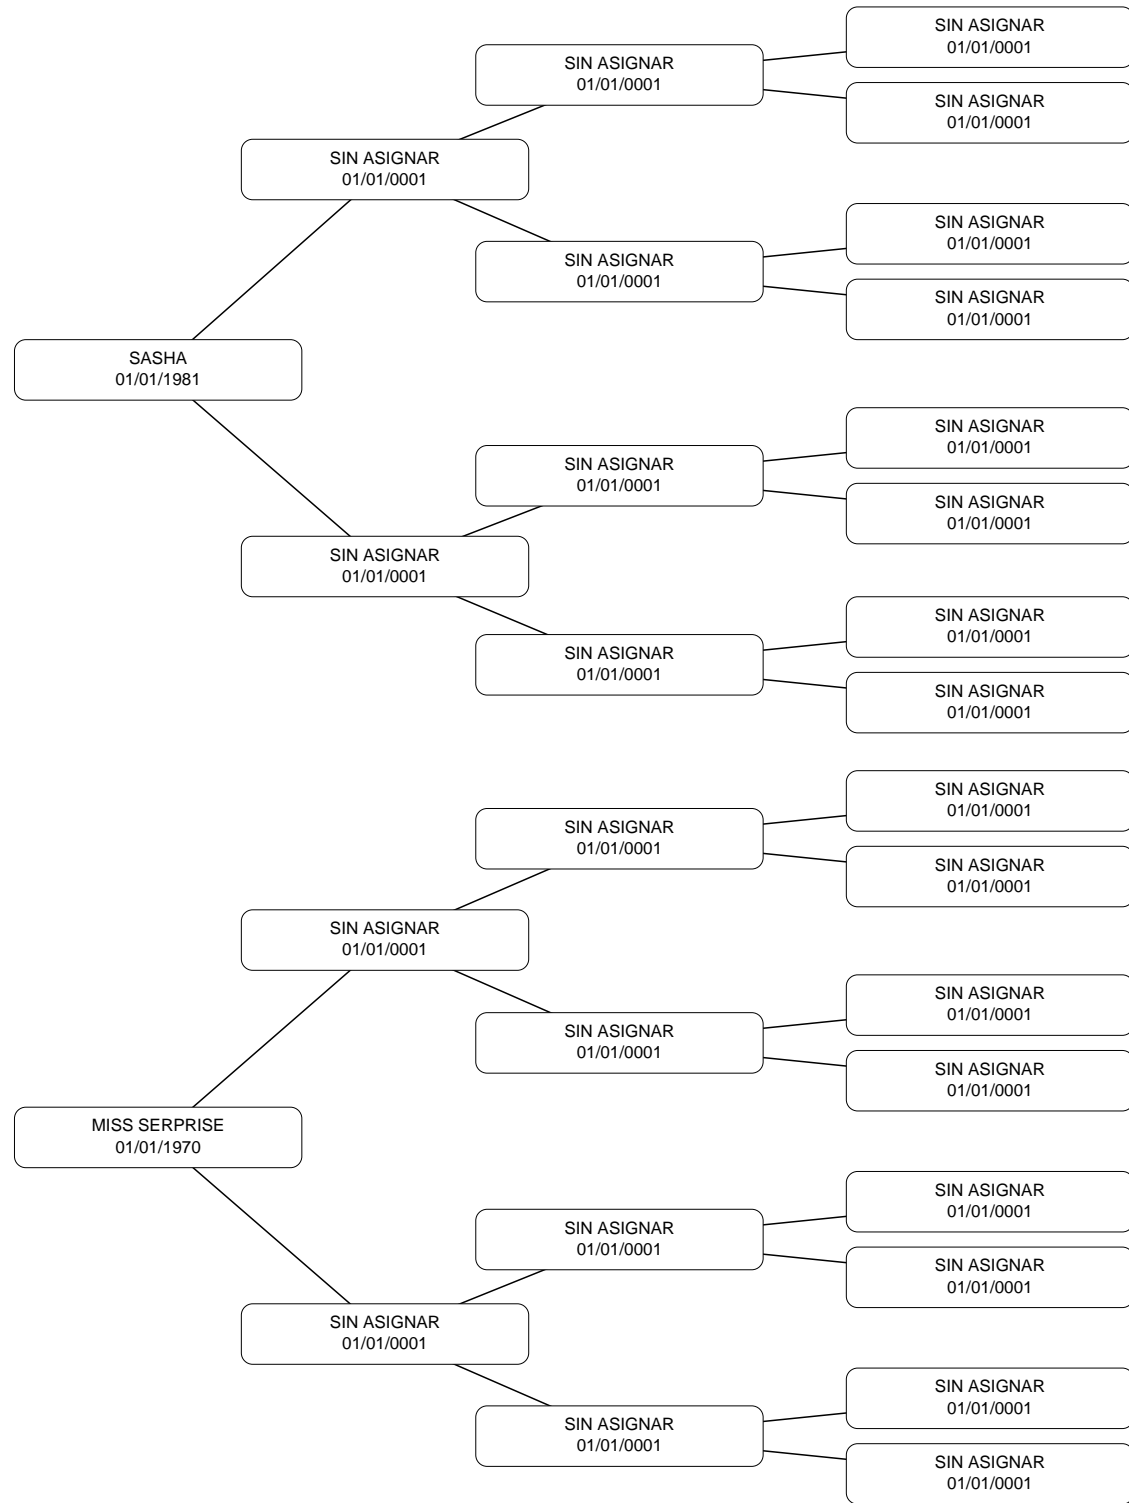 SIN ASIGNAR
01/01/0001
SIN ASIGNAR
01/01/0001
SIN ASIGNAR
01/01/0001
SIN ASIGNAR
01/01/0001
SIN ASIGNAR
01/01/0001
SIN ASIGNAR
01/01/0001
SIN ASIGNAR
01/01/0001
SASHA
01/01/1981
SIN ASIGNAR
01/01/0001
SIN ASIGNAR
01/01/0001
SIN ASIGNAR
01/01/0001
SIN ASIGNAR
01/01/0001
SIN ASIGNAR
01/01/0001
SIN ASIGNAR
01/01/0001
SIN ASIGNAR
01/01/0001
SIN ASIGNAR
01/01/0001
SIN ASIGNAR
01/01/0001
SIN ASIGNAR
01/01/0001
SIN ASIGNAR
01/01/0001
SIN ASIGNAR
01/01/0001
SIN ASIGNAR
01/01/0001
SIN ASIGNAR
01/01/0001
MISS SERPRISE
01/01/1970
SIN ASIGNAR
01/01/0001
SIN ASIGNAR
01/01/0001
SIN ASIGNAR
01/01/0001
SIN ASIGNAR
01/01/0001
SIN ASIGNAR
01/01/0001
SIN ASIGNAR
01/01/0001
SIN ASIGNAR
01/01/0001